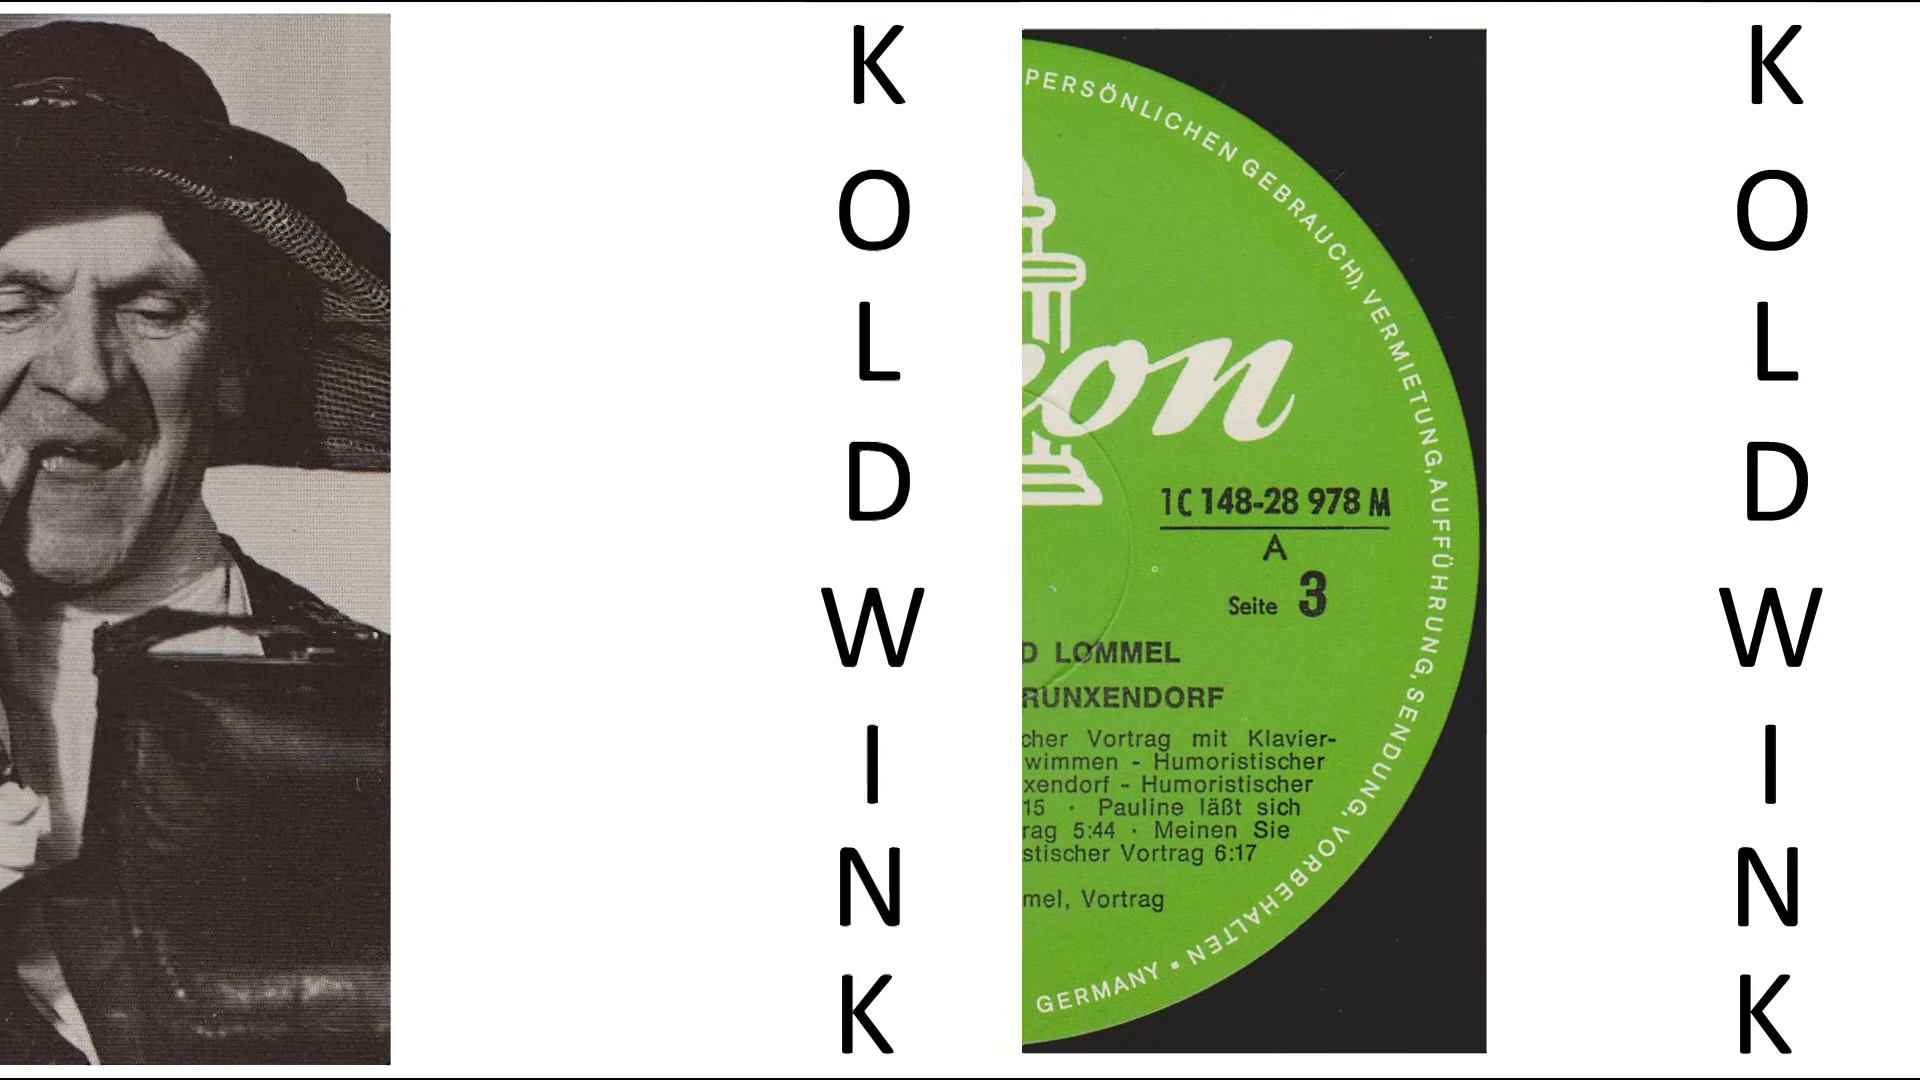 K
O
L
D
W
I
N
K
PERSÖNLICHEN GEBRAUCH), VERMIETUNG, AUFFÜHRUNG, SENDUNG, VORBEHALTEN • GERMANY
on
1C 148-28 978 M
A
Seite 3
D LOMMEL
RUNXENDORF
cher Vortrag mit Klavier-
wimmen - Humoristischer
xendorf - Humoristischer
15 · Pauline läßt sich
rag 5:44 · Meinen Sie
stischer Vortrag 6:17
mel, Vortrag
K
O
L
D
W
I
N
K